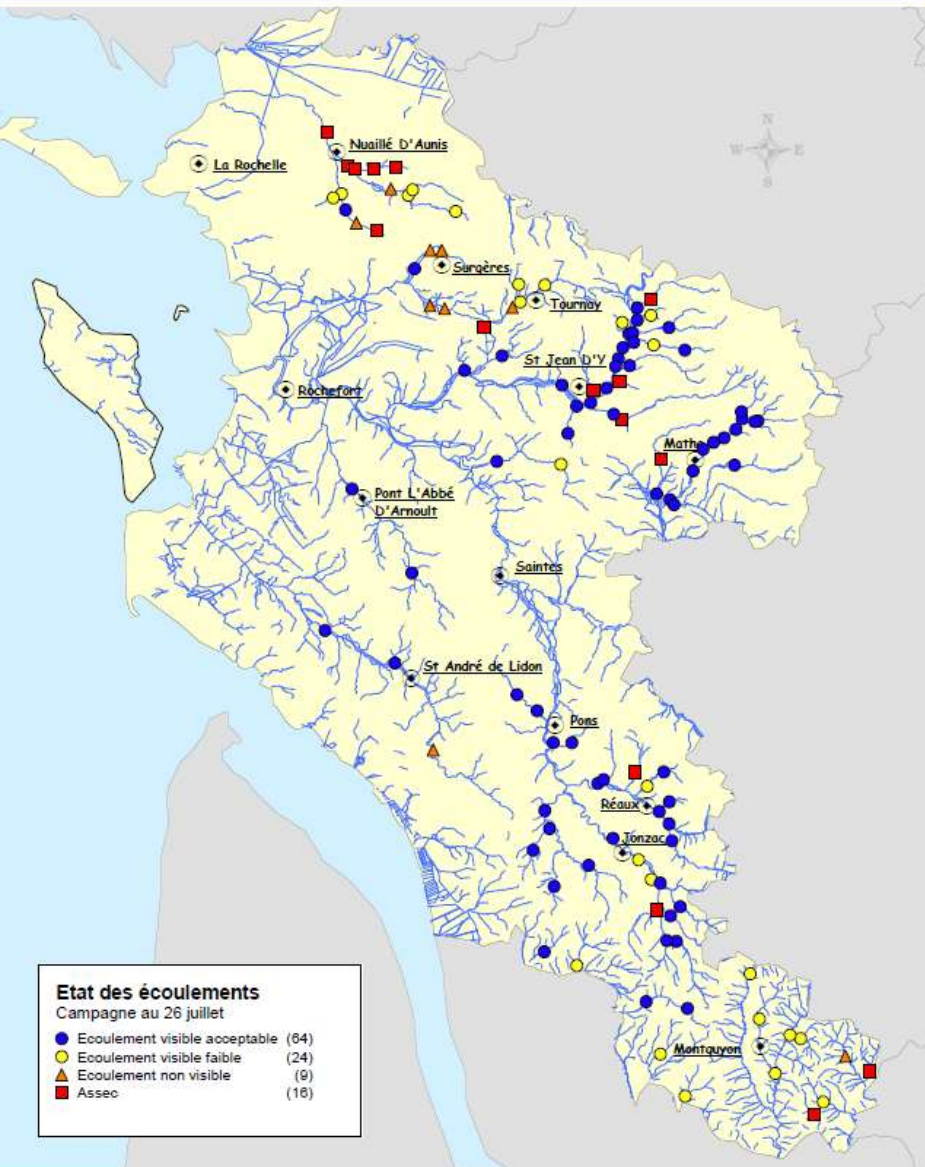 N
W E
S
Nuaillé D'Aunis
La Rochelle
Surgères
Tournay
St Jean D'Y
Rochefort
Matha
Pont L'Abbé
D'Arnoult
Saintes
St André de Lidon
Pons
Réaux
Jonzac
Montguyon
Etat des écoulements
Campagne au 26 juillet
Ecoulement visible acceptable (64)
Ecoulement visible faible (24)
Ecoulement non visible (9)
Assec (16)